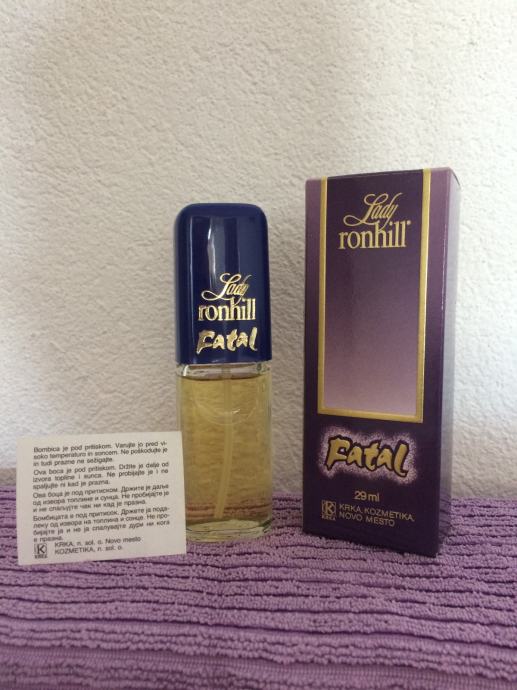 Lady
ronhill
Fatal
Lady
ronhill®
Fatal
29 ml
KRKA KRKA, KOZMETIKA,
NOVO MESTO
Bombica je pod pritiskom. Varujte jo pred vi-
soko temperaturo in soncem. Ne poškodujte je
in tudi prazne ne sežigajte.
Ova boca je pod pritiskom. Držite je dalje od
izvora topline i sunca. Ne probijajte je i ne
spaljujte ni kad je prazna.
Ова боца је под притиском. Држите је даље
од извора топлине и сунца. Не пробијајте је
и не спаљујте чак ни кад је празна.
Бомбицата е под притисок. Држете ја пода-
леку од извора на топлина и сонце. Не про-
бијајте ја и не ја спалувајте дури ни кога
е празна.
KRKA KRKA, n. sol. o. Novo mesto
KOZMETIKA, n. sol. o.